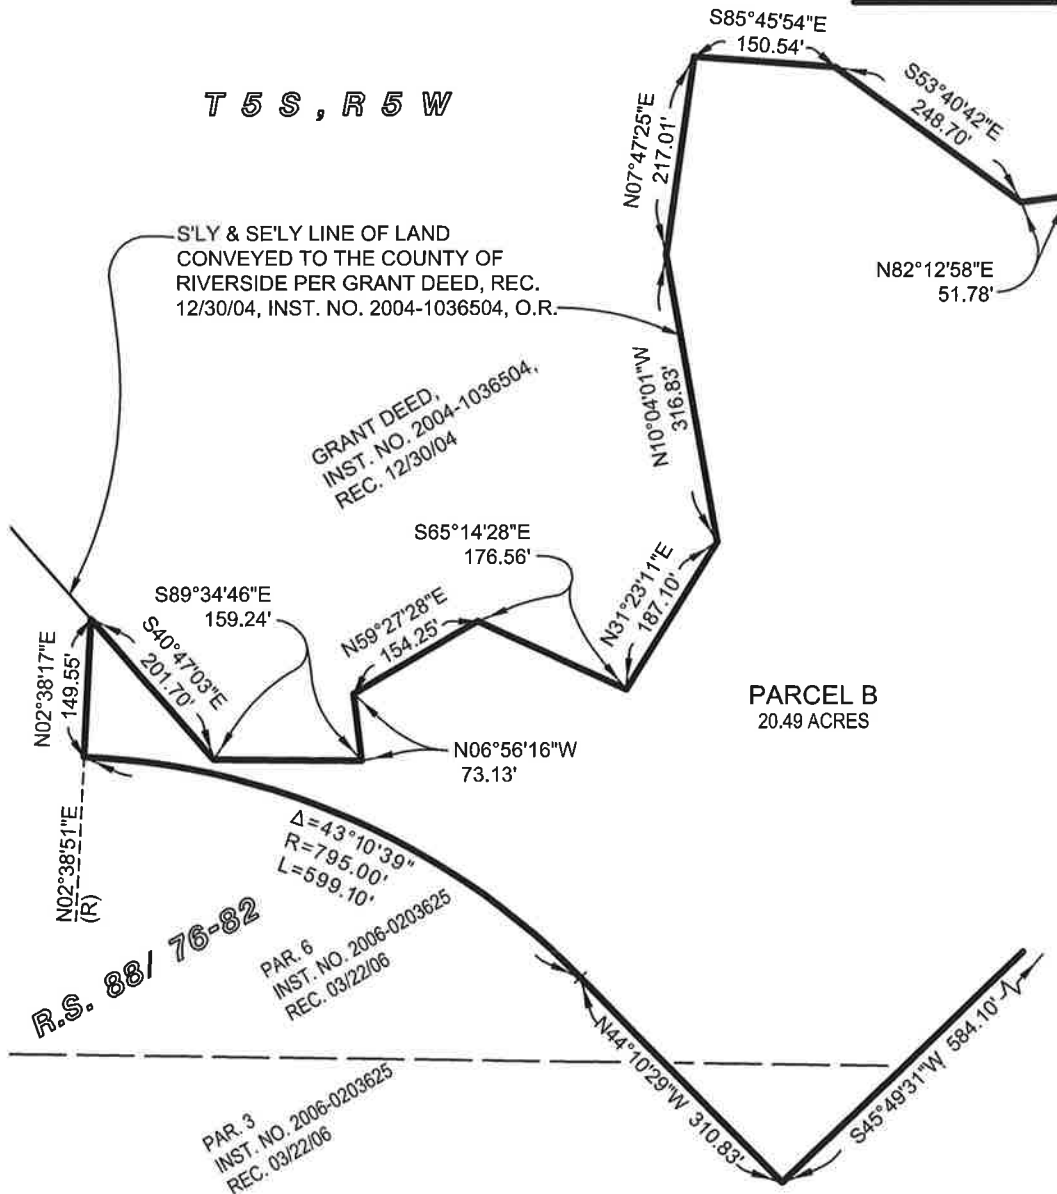 S85°45'54"E
150.54'
S53°40'42"E
248.70'
T 5 S , R 5 W
N07°47'25"E
217.01'
S'LY & SE'LY LINE OF LAND
CONVEYED TO THE COUNTY OF
RIVERSIDE PER GRANT DEED, REC.
12/30/04, INST. NO. 2004-1036504, O.R.
N82°12'58"E
51.78'
GRANT DEED,
INST. NO. 2004-1036504,
REC. 12/30/04
N10°04'01"W
316.83'
S65°14'28"E
176.56'
S89°34'46"E
159.24'
N59°27'28"E
154.25'
N31°23'11"E
187.10'
N02°38'17"E
149.55'
S40°47'03"E
201.70'
PARCEL B
20.49 ACRES
N06°56'16"W
73.13'
N02°38'51"E
(R)
Δ=43°10'39"
R=795.00'
L=599.10'
R.S. 88/ 76-82
PAR. 6
INST. NO. 2006-0203625
REC. 03/22/06
N44°10'29"W 310.83'
S45°49'31"W 584.10'
PAR. 3
INST. NO. 2006-0203625
REC. 03/22/06